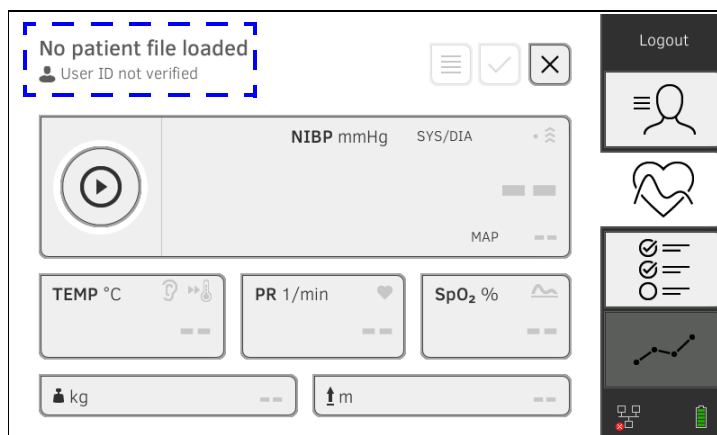 No patient file loaded
User ID not verified
Logout
NIBP mmHg SYS/DIA
-- --
MAP --
TEMP °C
--
PR 1/min
--
SpO₂ %
--
kg --
m --